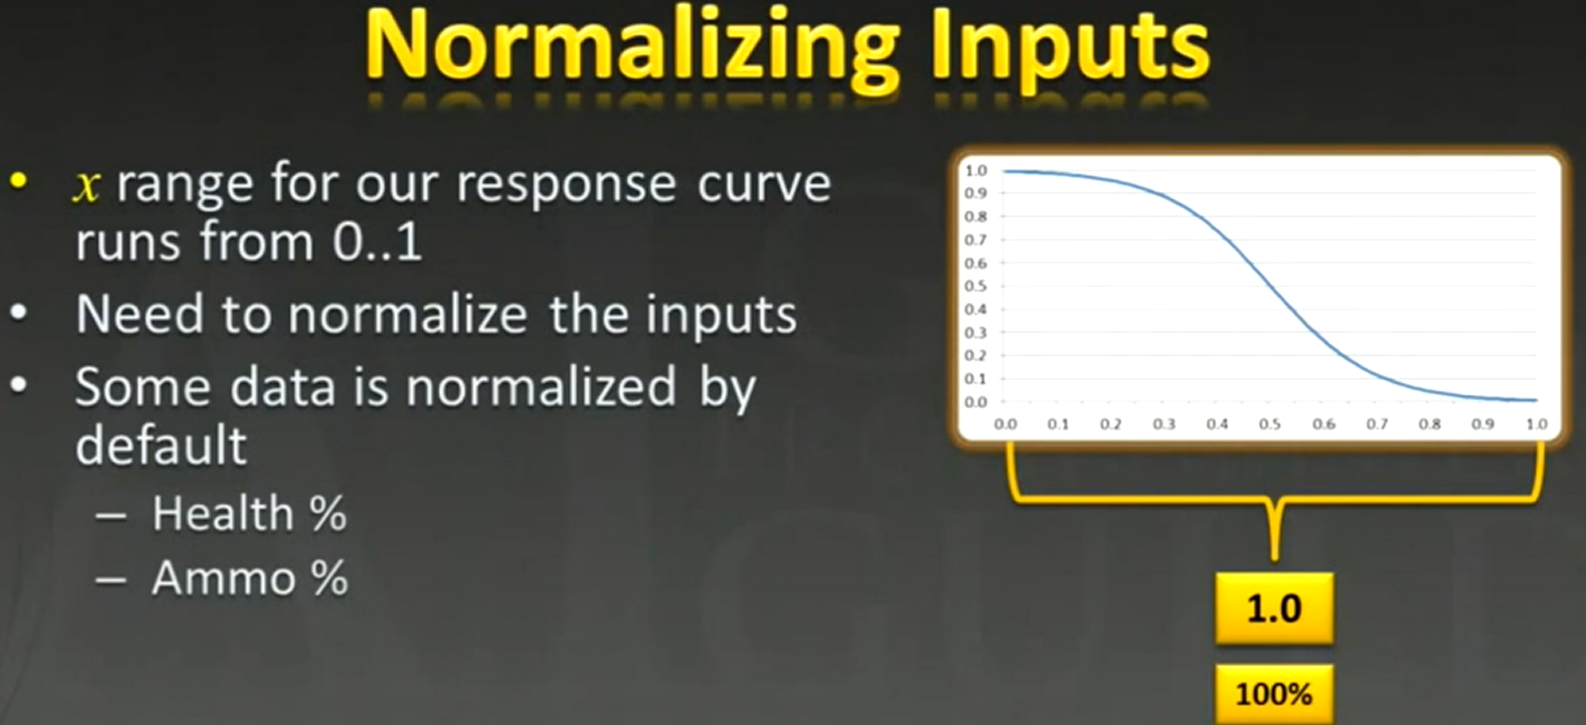 Normalizing Inputs
• x range for our response curve
runs from 0..1
• Need to normalize the inputs
• Some data is normalized by
default
– Health %
– Ammo %
1.0
0.9
0.8
0.7
0.6
0.5
0.4
0.3
0.2
0.1
0.0
0.0 0.1 0.2 0.3 0.4 0.5 0.6 0.7 0.8 0.9 1.0
1.0
100%